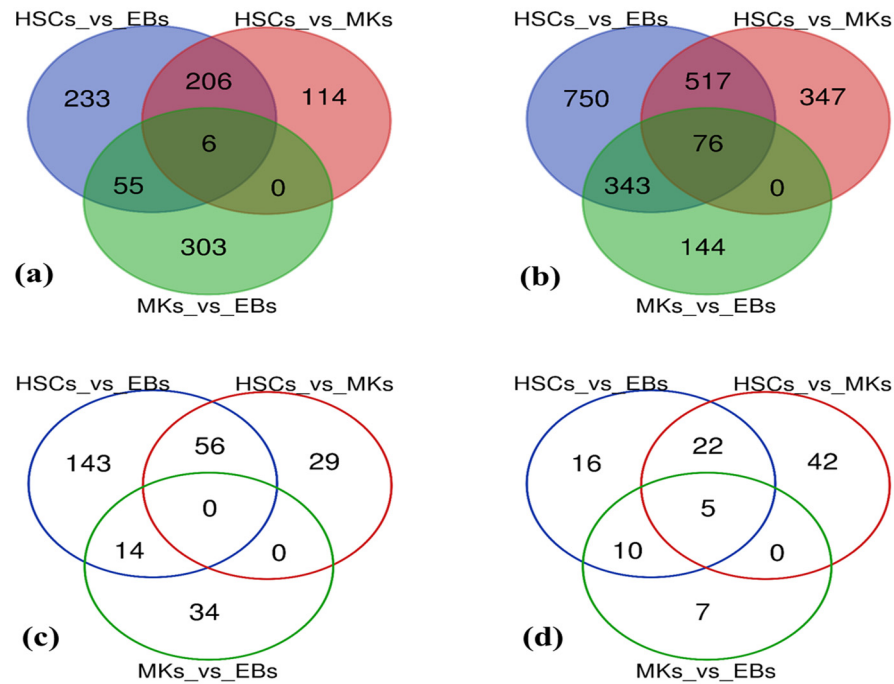 HSCs_vs_EBs HSCs_vs_MKs
233 206 114
6
55 0
303
(a)
MKs_vs_EBs
HSCs_vs_EBs HSCs_vs_MKs
750 517 347
76
343 0
144
(b)
MKs_vs_EBs
HSCs_vs_EBs HSCs_vs_MKs
143 56 29
0
14 0
34
(c)
MKs_vs_EBs
HSCs_vs_EBs HSCs_vs_MKs
16 22 42
5
10 0
7
(d)
MKs_vs_EBs